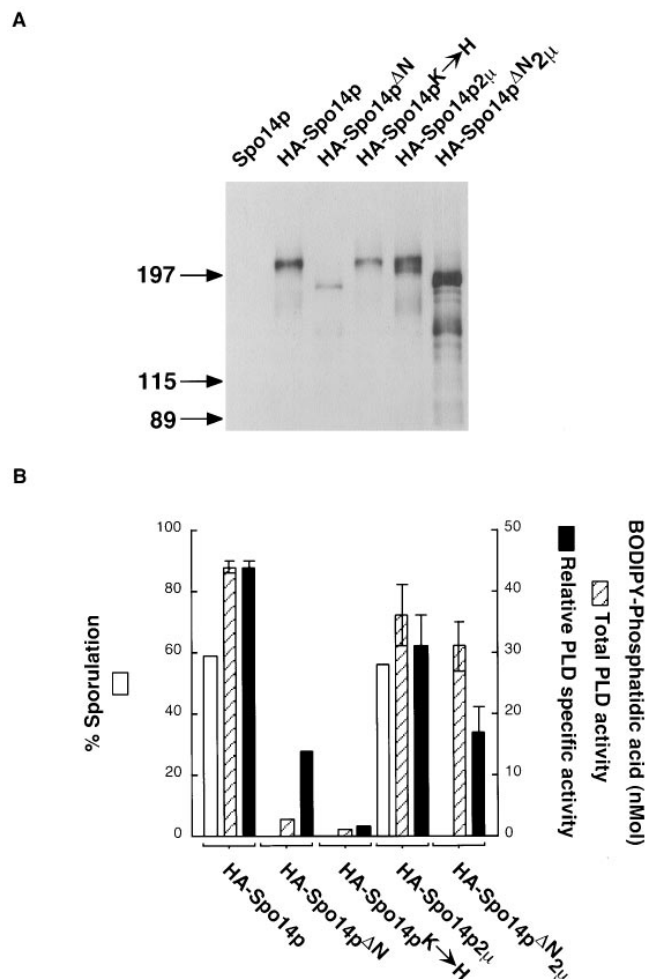 A
Spo14p
HA-Spo14p
HA-Spo14pΔN
HA-Spo14pK→H
HA-Spo14p2μ
HA-Spo14pΔN2μ
197
115
89
B
100
80
60
40
20
0
50
40
30
20
10
0
% Sporulation
BODIPY-Phosphatidic acid (nMol)
Total PLD activity
Relative PLD specific activity
HA-Spo14p
HA-Spo14pΔN
HA-Spo14pK→H
HA-Spo14p2μ
HA-Spo14pΔN2μ